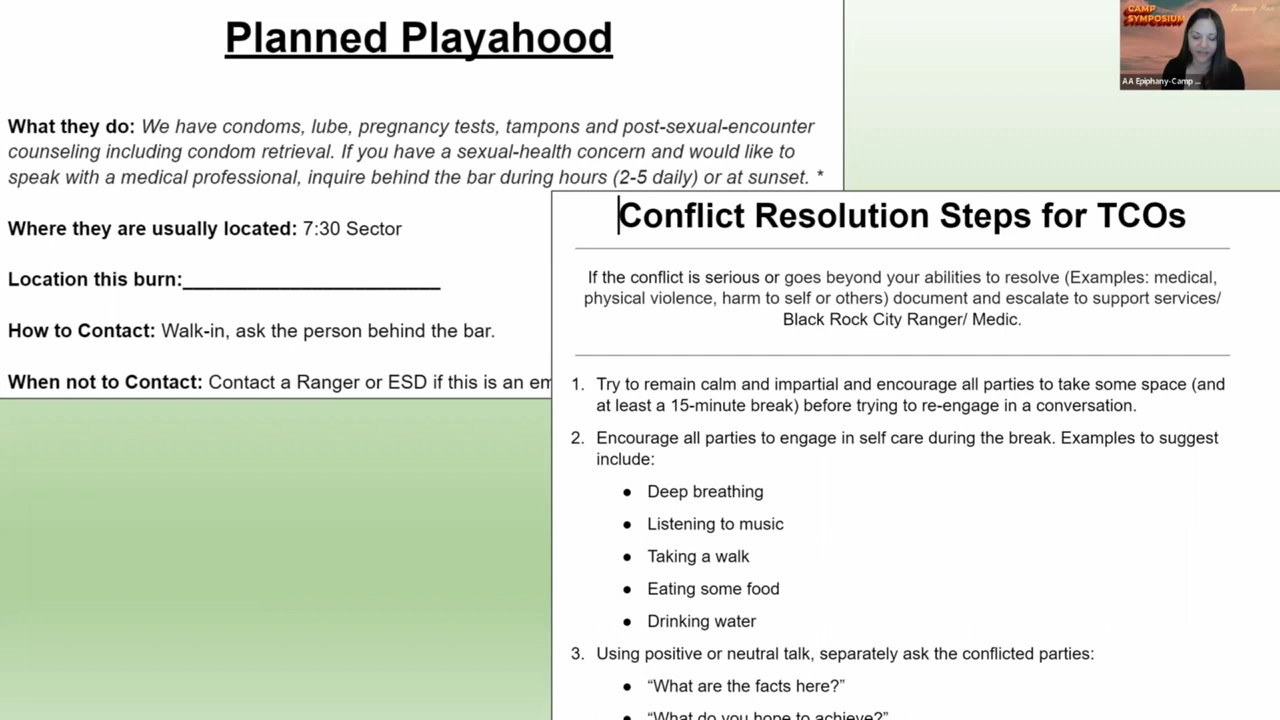 Planned Playahood
What they do: We have condoms, lube, pregnancy tests, tampons and post-sexual-encounter
counseling including condom retrieval. If you have a sexual-health concern and would like to
speak with a medical professional, inquire behind the bar during hours (2-5 daily) or at sunset. *
Where they are usually located: 7:30 Sector
Location this burn:___________________________
How to Contact: Walk-in, ask the person behind the bar.
When not to Contact: Contact a Ranger or ESD if this is an em
Conflict Resolution Steps for TCOs
If the conflict is serious or goes beyond your abilities to resolve (Examples: medical,
physical violence, harm to self or others) document and escalate to support services/
Black Rock City Ranger/ Medic.
1. Try to remain calm and impartial and encourage all parties to take some space (and
at least a 15-minute break) before trying to re-engage in a conversation.
2. Encourage all parties to engage in self care during the break. Examples to suggest
include:
● Deep breathing
● Listening to music
● Taking a walk
● Eating some food
● Drinking water
3. Using positive or neutral talk, separately ask the conflicted parties:
● “What are the facts here?”
● “What do you hope to achieve?”
CAMP
SYMPOSIUM
Burning Man
AA Epiphany-Camp ...